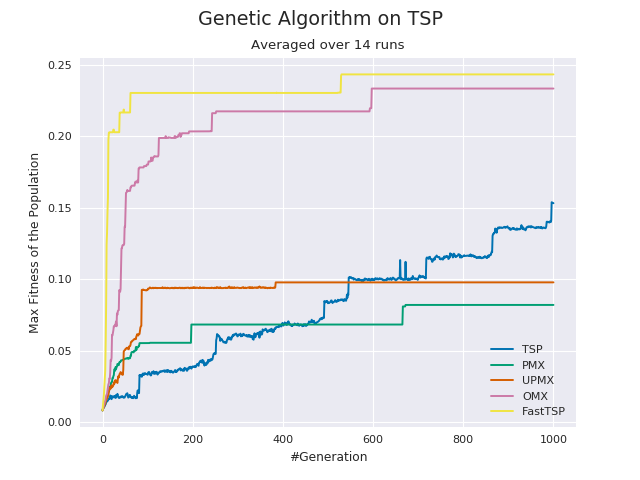 Genetic Algorithm on TSP
Averaged over 14 runs
Max Fitness of the Population
0.25
0.20
0.15
0.10
0.05
0.00
TSP
PMX
UPMX
OMX
FastTSP
0 200 400 600 800 1000
#Generation